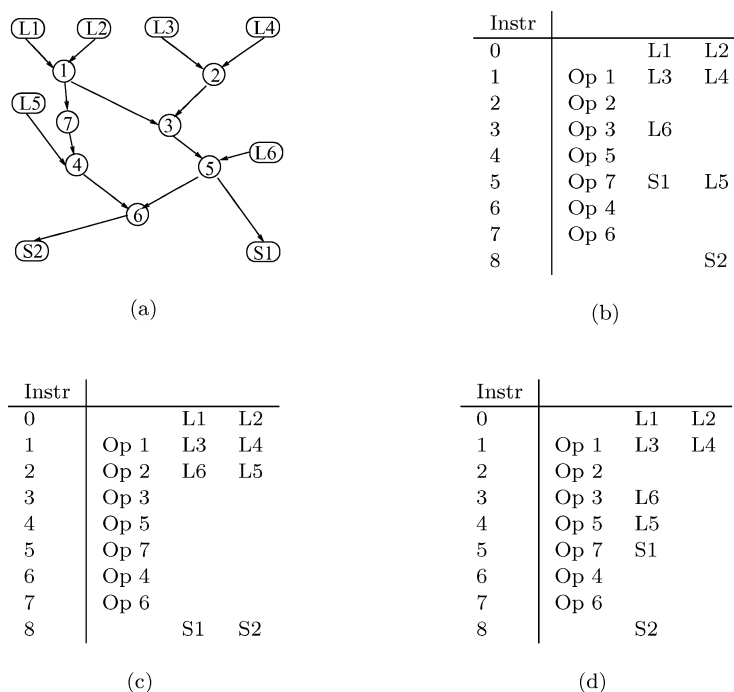 L1 L2 L3 L4
1 2
L5 7 3
4 5 L6
6
S2 S1
(a)
Instr
0 L1 L2
1 Op 1 L3 L4
2 Op 2
3 Op 3 L6
4 Op 5
5 Op 7 S1 L5
6 Op 4
7 Op 6
8 S2
(b)
Instr
0 L1 L2
1 Op 1 L3 L4
2 Op 2 L6 L5
3 Op 3
4 Op 5
5 Op 7
6 Op 4
7 Op 6
8 S1 S2
(c)
Instr
0 L1 L2
1 Op 1 L3 L4
2 Op 2
3 Op 3 L6
4 Op 5 L5
5 Op 7 S1
6 Op 4
7 Op 6
8 S2
(d)